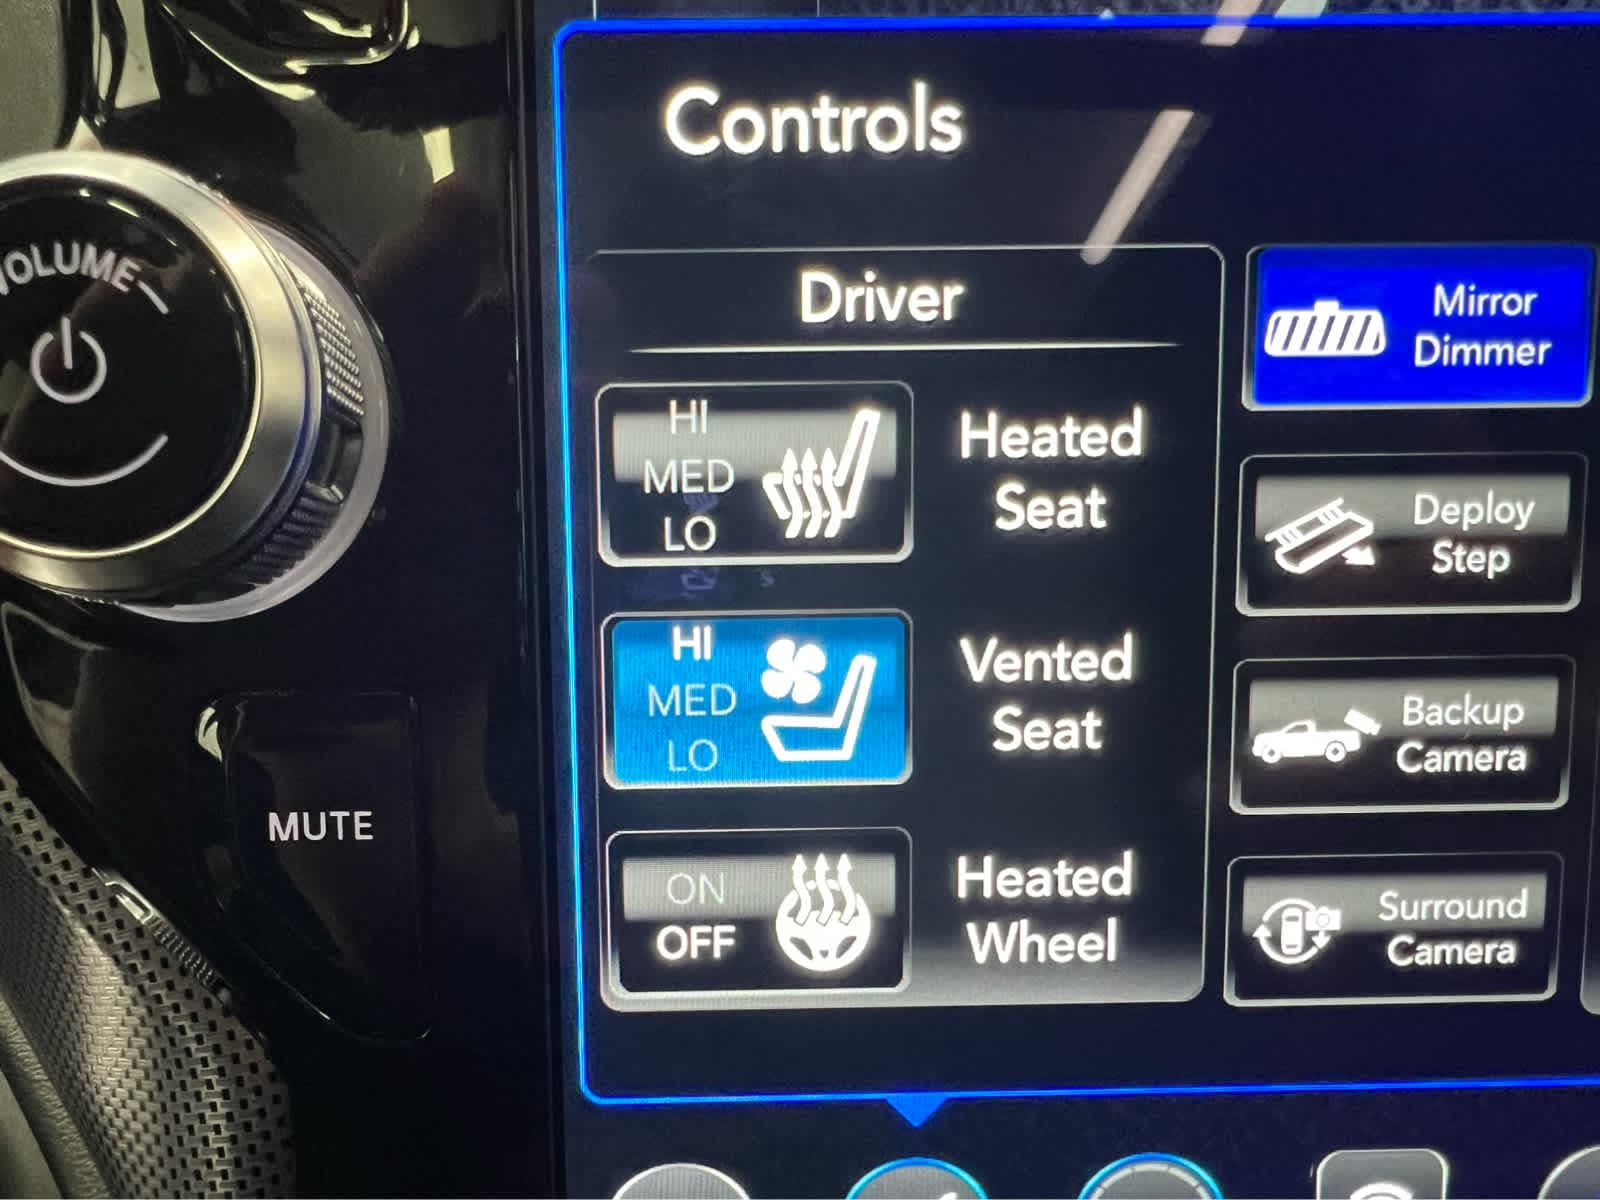 Controls
VOLUME
MUTE
Driver
HI
MED
LO
Heated
Seat
HI
MED
LO
Vented
Seat
ON
OFF
Heated
Wheel
Mirror
Dimmer
Deploy
Step
Backup
Camera
Surround
Camera